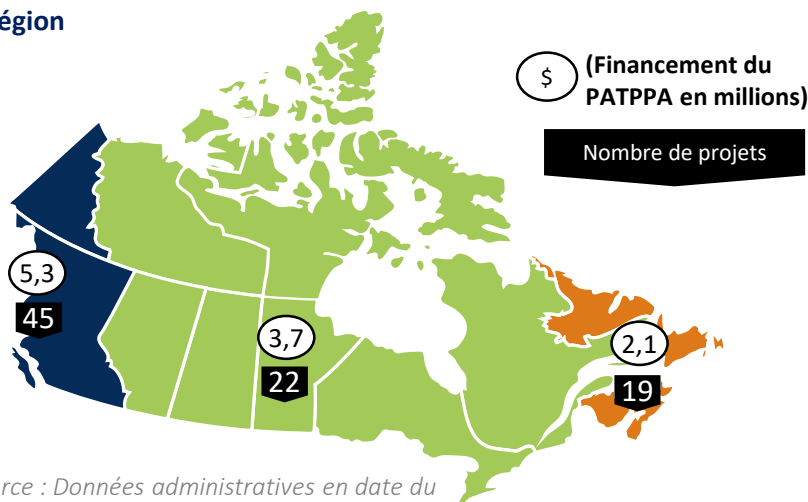 égion
$
(Financement du
PATPPA en millions)
Nombre de projets
5,3
45
3,7
22
2,1
19
rce : Données administratives en date du